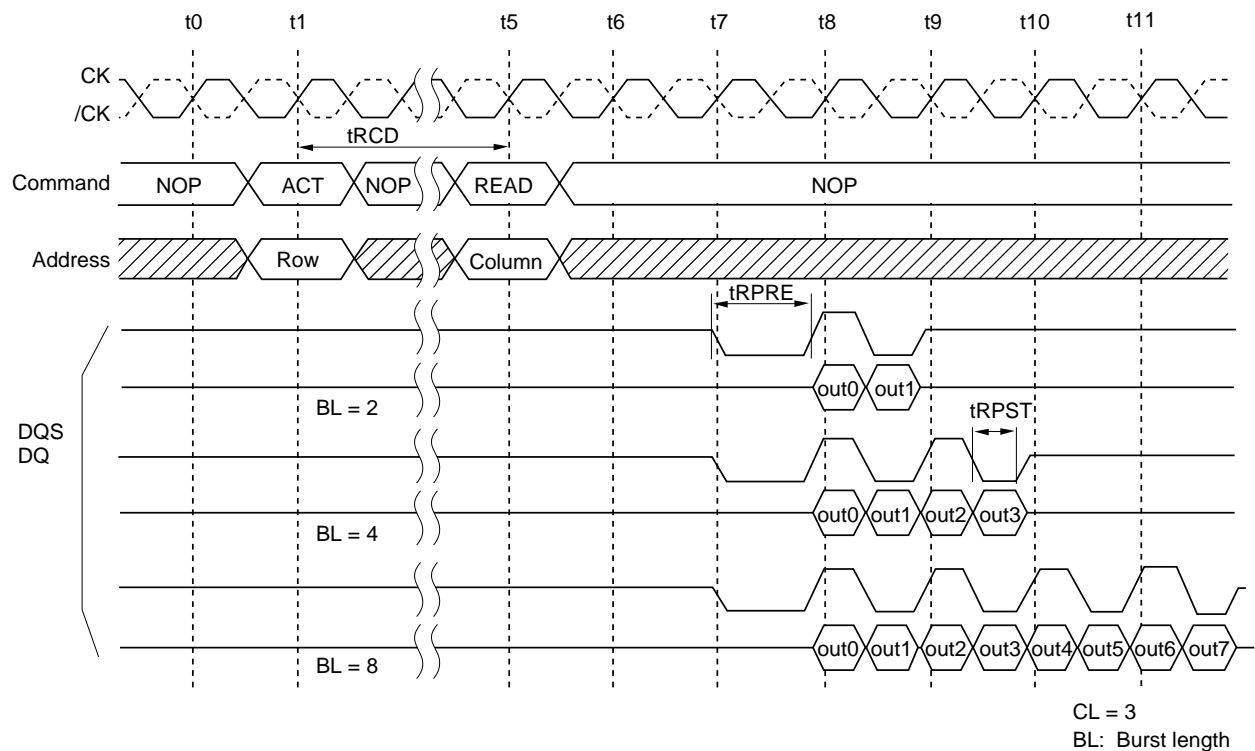 t0 t1 t5 t6 t7 t8 t9 t10 t11
CK
/CK
tRCD
Command NOP ACT NOP READ NOP
Address Row Column
tRPRE
out0 out1
BL = 2
tRPST
DQS
DQ
out0 out1 out2 out3
BL = 4
out0 out1 out2 out3 out4 out5 out6 out7
BL = 8
CL = 3
BL: Burst length